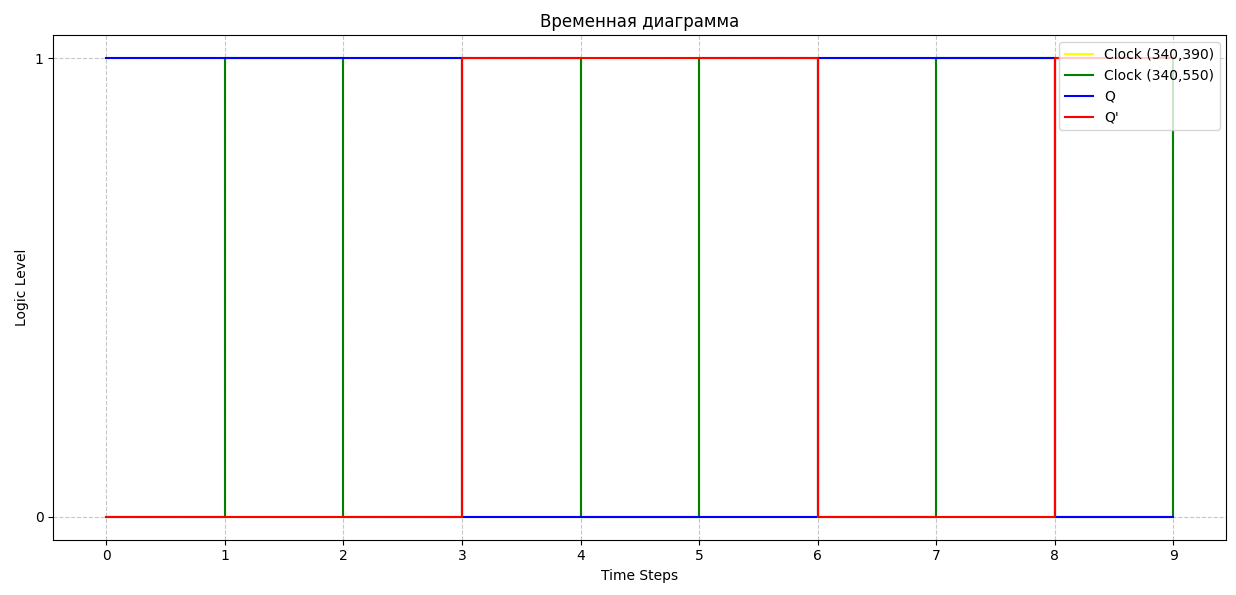 Временная диаграмма
Clock (340,390)
Clock (340,550)
Q
Q'
Logic Level
1
0
0 1 2 3 4 5 6 7 8 9
Time Steps